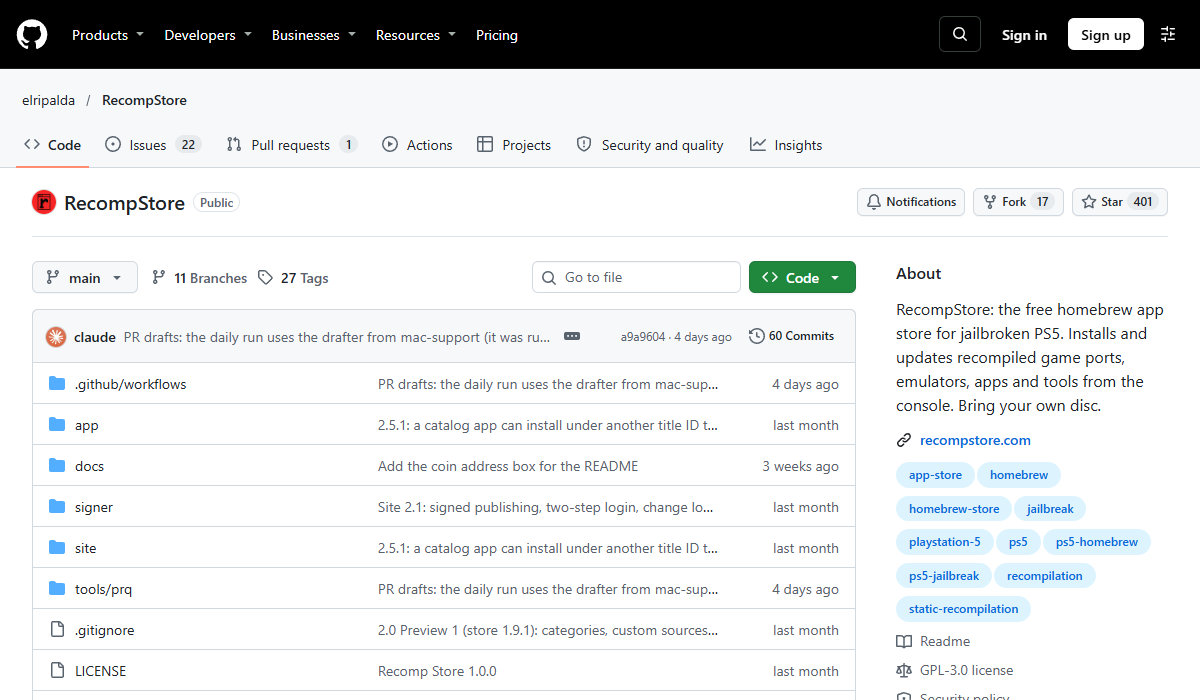 Products Developers Businesses Resources Pricing Sign in Sign up
elripalda / RecompStore
Code Issues 22 Pull requests 1 Actions Projects Security and quality Insights
r RecompStore Public Notifications Fork 17 Star 401
main 11 Branches 27 Tags Go to file Code
claude PR drafts: the daily run uses the drafter from mac-support (it was ru... a9a9604 · 4 days ago 60 Commits
.github/workflows PR drafts: the daily run uses the drafter from mac-sup... 4 days ago
app 2.5.1: a catalog app can install under another title ID t... last month
docs Add the coin address box for the README 3 weeks ago
signer Site 2.1: signed publishing, two-step login, change lo... last month
site 2.5.1: a catalog app can install under another title ID t... last month
tools/prq PR drafts: the daily run uses the drafter from mac-sup... 4 days ago
.gitignore 2.0 Preview 1 (store 1.9.1): categories, custom sources... last month
LICENSE Recomp Store 1.0.0 last month
About
RecompStore: the free homebrew app
store for jailbroken PS5. Installs and
updates recompiled game ports,
emulators, apps and tools from the
console. Bring your own disc.
recompstore.com
app-store homebrew
homebrew-store jailbreak
playstation-5 ps5 ps5-homebrew
ps5-jailbreak recompilation
static-recompilation
Readme
GPL-3.0 license
Security policy